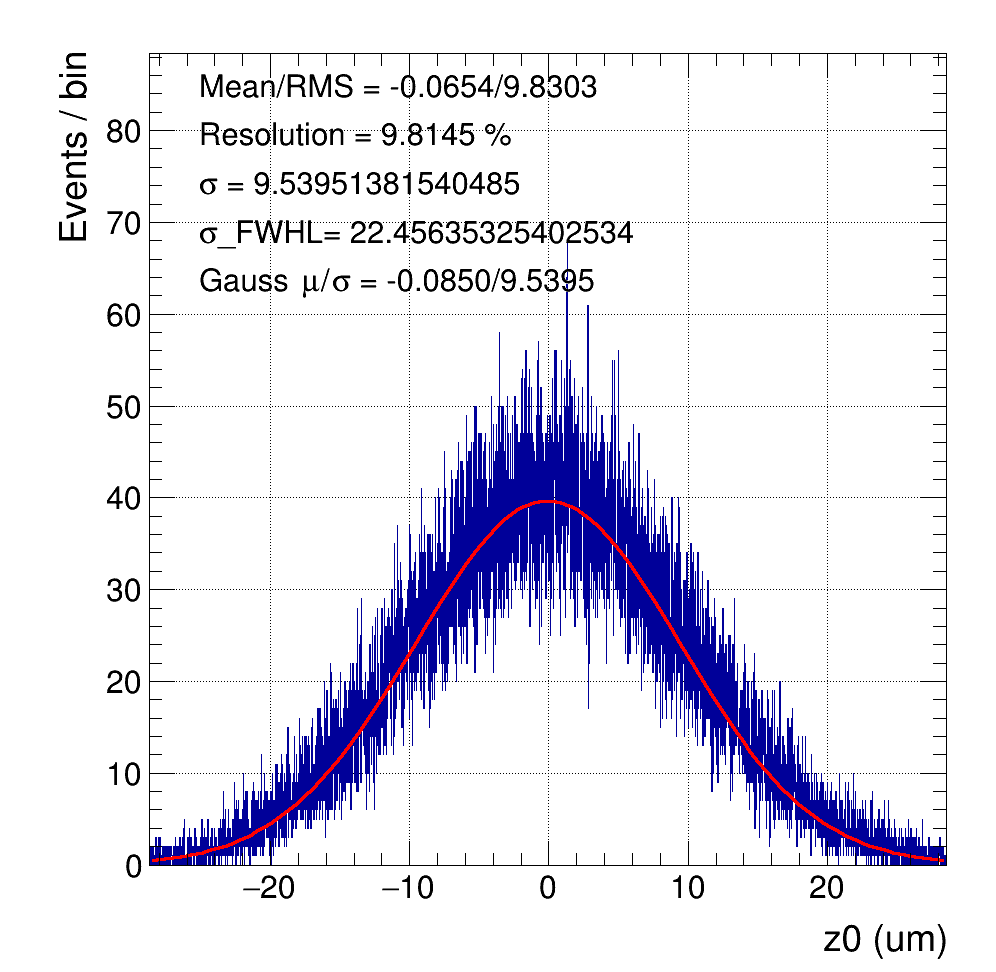 Events / bin
Mean/RMS = -0.0654/9.8303
Resolution = 9.8145 %
σ = 9.53951381540485
σ_FWHL= 22.45635325402534
Gauss μ/σ = -0.0850/9.5395
80
70
60
50
40
30
20
10
0
−20 −10 0 10 20
z0 (um)